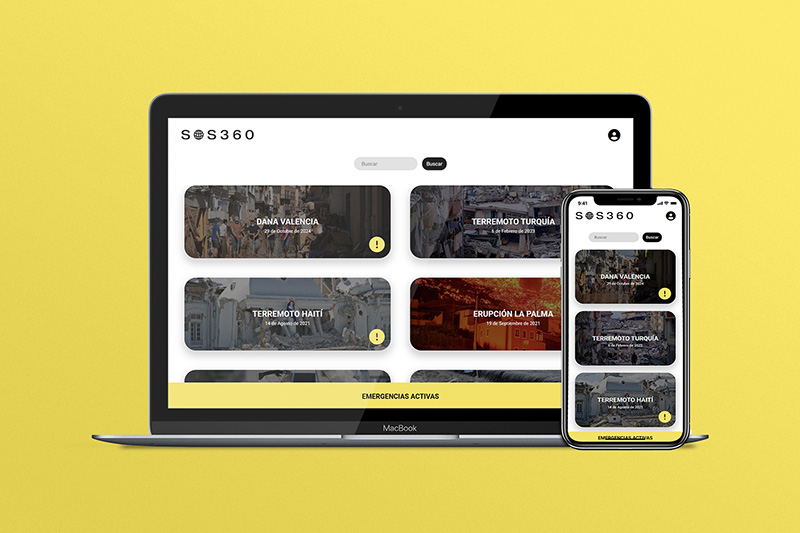 SOS360
Buscar
Buscar
DANA VALENCIA
29 de Octubre de 2024
TERREMOTO TURQUÍA
6 de Febrero de 2023
TERREMOTO HAITÍ
14 de Agosto de 2021
ERUPCIÓN LA PALMA
19 de Septiembre de 2021
EMERGENCIAS ACTIVAS
MacBook
9:41
SOS360
Buscar
Buscar
DANA VALENCIA
29 de Octubre de 2024
TERREMOTO TURQUÍA
6 de Febrero de 2023
TERREMOTO HAITÍ
14 de Agosto de 2021
EMERGENCIAS ACTIVAS